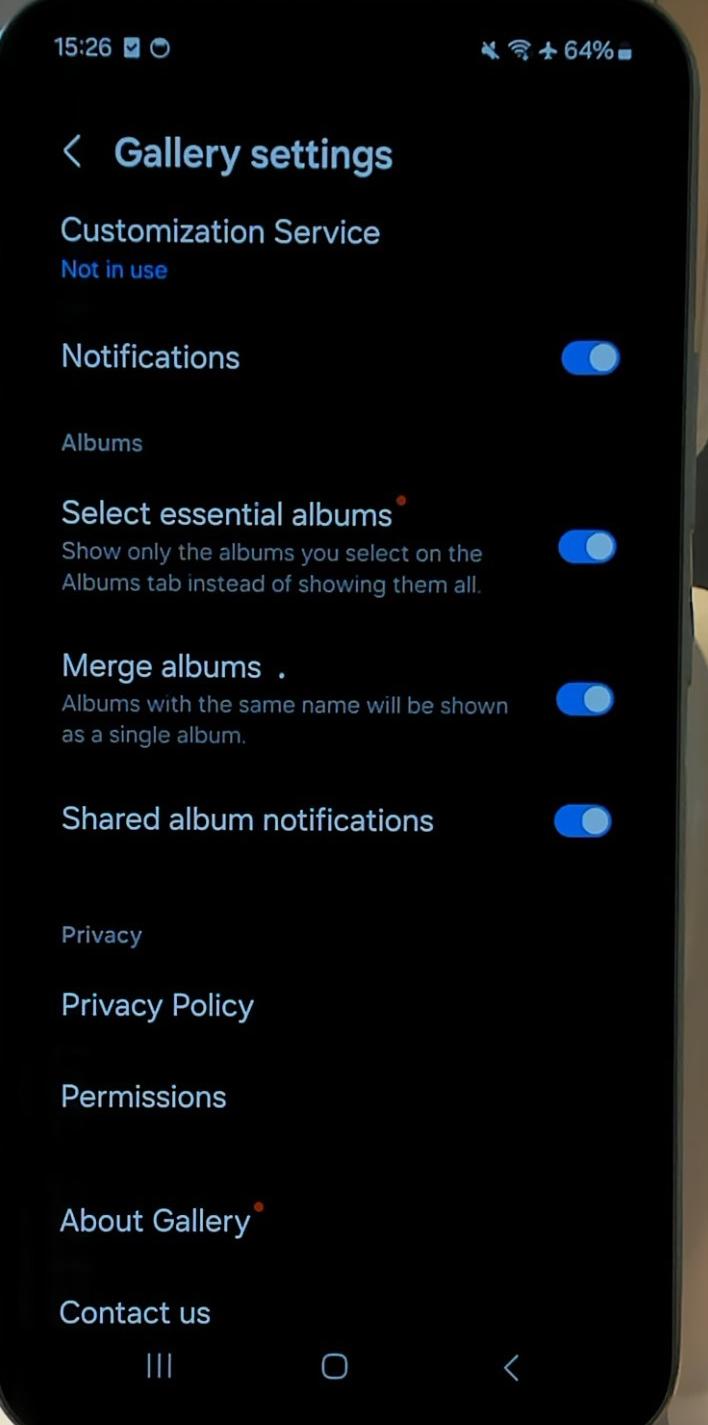 15:26
64%
Gallery settings
Customization Service
Not in use
Notifications
Albums
Select essential albums
Show only the albums you select on the
Albums tab instead of showing them all.
Merge albums .
Albums with the same name will be shown
as a single album.
Shared album notifications
Privacy
Privacy Policy
Permissions
About Gallery
Contact us